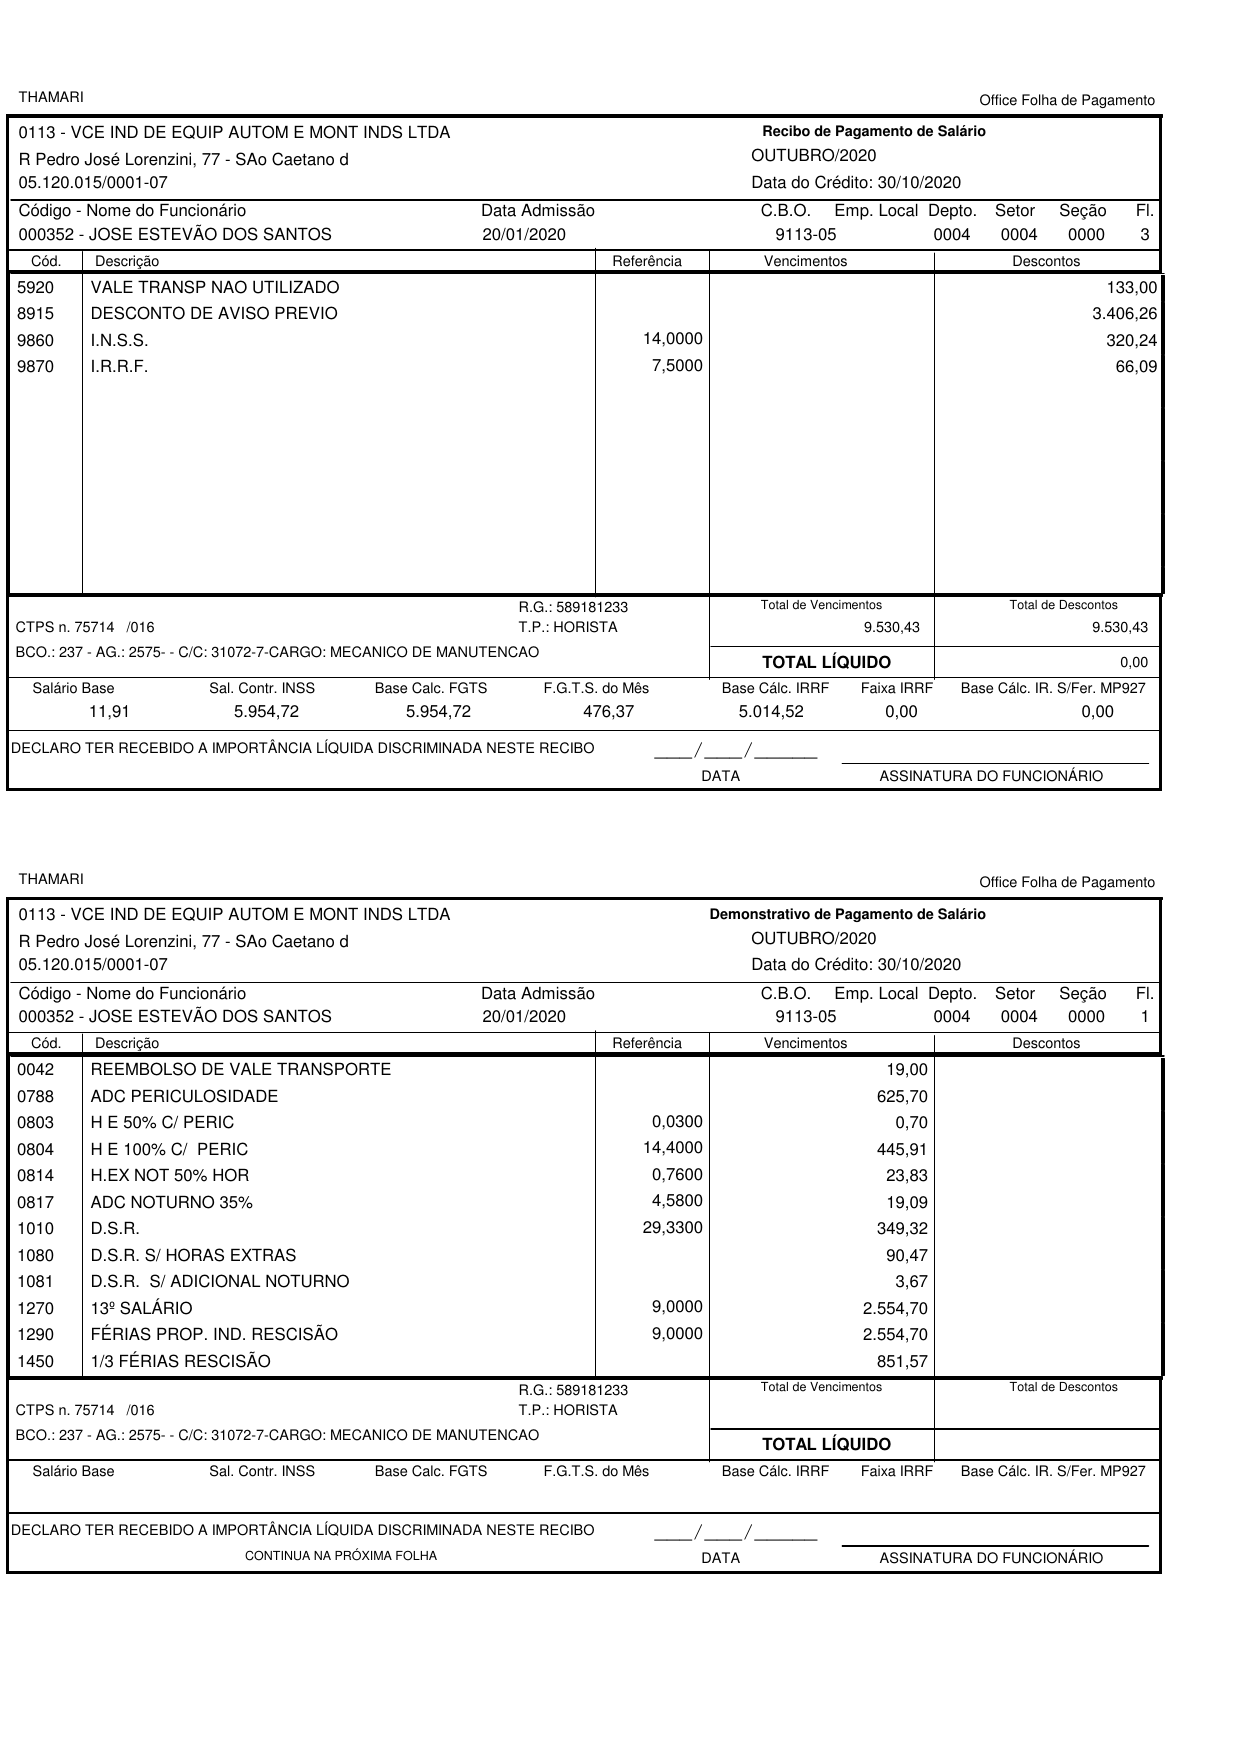 THAMARI
Office Folha de Pagamento
0113 - VCE IND DE EQUIP AUTOM E MONT INDS LTDA Recibo de Pagamento de Salário
R Pedro José Lorenzini, 77 - SAo Caetano d OUTUBRO/2020
05.120.015/0001-07 Data do Crédito: 30/10/2020
Código - Nome do Funcionário Data Admissão C.B.O. Emp. Local Depto. Setor Seção Fl.
000352 - JOSE ESTEVÃO DOS SANTOS 20/01/2020 9113-05 0004 0004 0000 3
Cód. Descrição Referência Vencimentos Descontos
5920 VALE TRANSP NAO UTILIZADO 133,00
8915 DESCONTO DE AVISO PREVIO 3.406,26
9860 I.N.S.S. 14,0000 320,24
9870 I.R.R.F. 7,5000 66,09
R.G.: 589181233 Total de Vencimentos Total de Descontos
CTPS n. 75714 /016 T.P.: HORISTA 9.530,43 9.530,43
BCO.: 237 - AG.: 2575- - C/C: 31072-7-CARGO: MECANICO DE MANUTENCAO
TOTAL LÍQUIDO 0,00
Salário Base Sal. Contr. INSS Base Calc. FGTS F.G.T.S. do Mês Base Cálc. IRRF Faixa IRRF Base Cálc. IR. S/Fer. MP927
11,91 5.954,72 5.954,72 476,37 5.014,52 0,00 0,00
DECLARO TER RECEBIDO A IMPORTÂNCIA LÍQUIDA DISCRIMINADA NESTE RECIBO ____/____/______
DATA ASSINATURA DO FUNCIONÁRIO
THAMARI
Office Folha de Pagamento
0113 - VCE IND DE EQUIP AUTOM E MONT INDS LTDA Demonstrativo de Pagamento de Salário
R Pedro José Lorenzini, 77 - SAo Caetano d OUTUBRO/2020
05.120.015/0001-07 Data do Crédito: 30/10/2020
Código - Nome do Funcionário Data Admissão C.B.O. Emp. Local Depto. Setor Seção Fl.
000352 - JOSE ESTEVÃO DOS SANTOS 20/01/2020 9113-05 0004 0004 0000 1
Cód. Descrição Referência Vencimentos Descontos
0042 REEMBOLSO DE VALE TRANSPORTE 19,00
0788 ADC PERICULOSIDADE 625,70
0803 H E 50% C/ PERIC 0,0300 0,70
0804 H E 100% C/ PERIC 14,4000 445,91
0814 H.EX NOT 50% HOR 0,7600 23,83
0817 ADC NOTURNO 35% 4,5800 19,09
1010 D.S.R. 29,3300 349,32
1080 D.S.R. S/ HORAS EXTRAS 90,47
1081 D.S.R. S/ ADICIONAL NOTURNO 3,67
1270 13º SALÁRIO 9,0000 2.554,70
1290 FÉRIAS PROP. IND. RESCISÃO 9,0000 2.554,70
1450 1/3 FÉRIAS RESCISÃO 851,57
R.G.: 589181233 Total de Vencimentos Total de Descontos
CTPS n. 75714 /016 T.P.: HORISTA
BCO.: 237 - AG.: 2575- - C/C: 31072-7-CARGO: MECANICO DE MANUTENCAO
TOTAL LÍQUIDO
Salário Base Sal. Contr. INSS Base Calc. FGTS F.G.T.S. do Mês Base Cálc. IRRF Faixa IRRF Base Cálc. IR. S/Fer. MP927
DECLARO TER RECEBIDO A IMPORTÂNCIA LÍQUIDA DISCRIMINADA NESTE RECIBO ____/____/______
CONTINUA NA PRÓXIMA FOLHA DATA ASSINATURA DO FUNCIONÁRIO